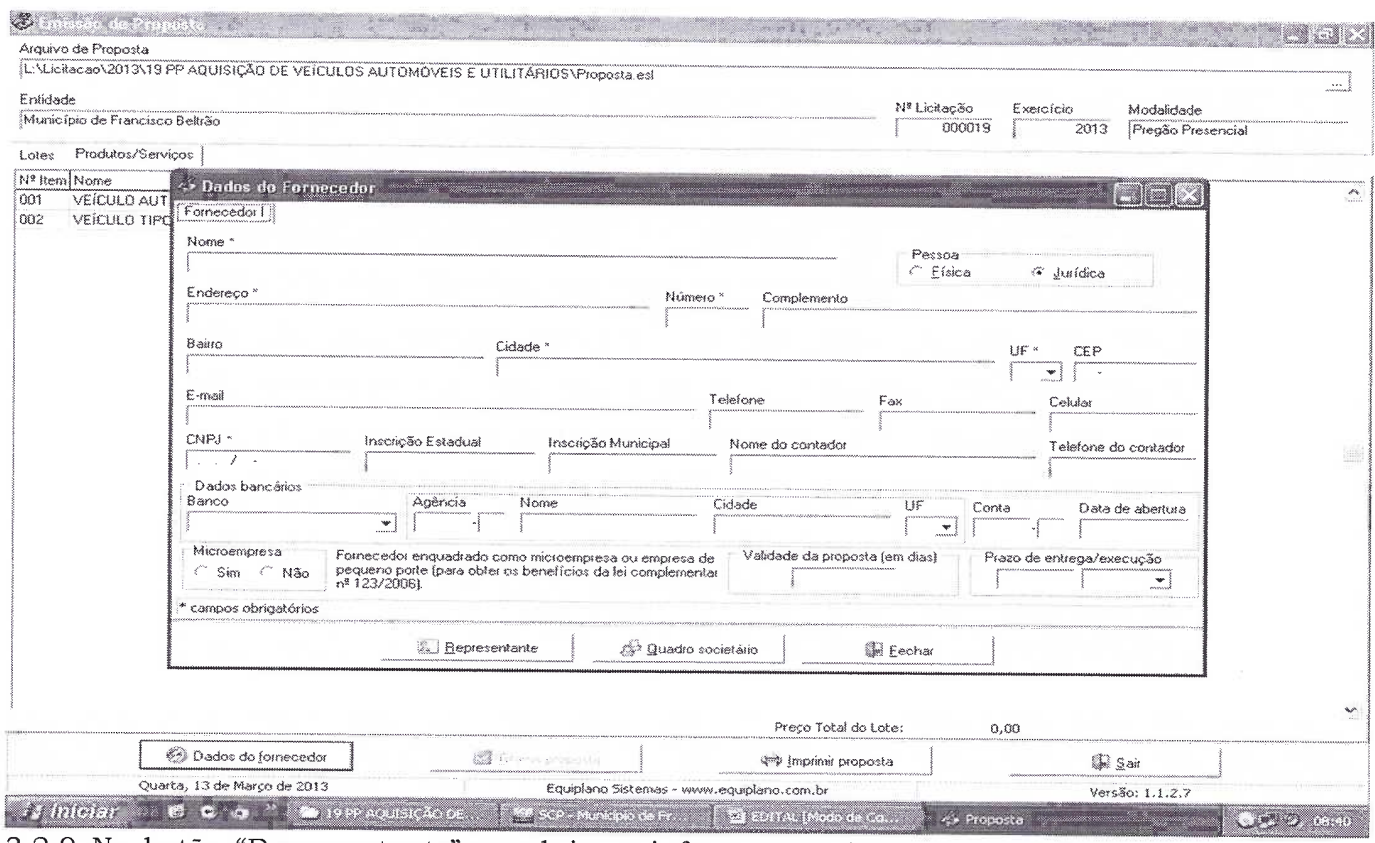 Emissão de Proposta
Arquivo de Proposta
L:\Licitacao\2013\19 PP AQUISIÇÃO DE VEÍCULOS AUTOMÓVEIS E UTILITÁRIOS\Proposta.esl
...
Entidade
Nº Licitação Exercício Modalidade
Município de Francisco Beltrão 000019 2013 Pregão Presencial
Lotes Produtos/Serviços
Nº Item Nome
001 VEÍCULO AUT
002 VEÍCULO TIPO
Dados do Fornecedor
Fornecedor
Nome *
Pessoa
Física Jurídica
Endereço * Número * Complemento
Bairro Cidade * UF * CEP
-
E-mail Telefone Fax Celular
CNPJ * Inscrição Estadual Inscrição Municipal Nome do contador Telefone do contador
. . / -
Dados bancários
Banco Agência Nome Cidade UF Conta Data de abertura
- -
Microempresa
Sim Não
Fornecedor enquadrado como microempresa ou empresa de
pequeno porte (para obter os benefícios da lei complementar
nº 123/2006).
Validade da proposta (em dias) Prazo de entrega/execução
* campos obrigatórios
Representante Quadro societário Fechar
Preço Total do Lote: 0,00
Dados do fornecedor Imprimir proposta Sair
Quarta, 13 de Março de 2013 Equiplano Sistemas - www.equiplano.com.br Versão: 1.1.2.7
Iniciar 19 PP AQUISIÇÃO DE... SCP - Município de Fr... EDITAL [Modo de Co... Proposta 08:40